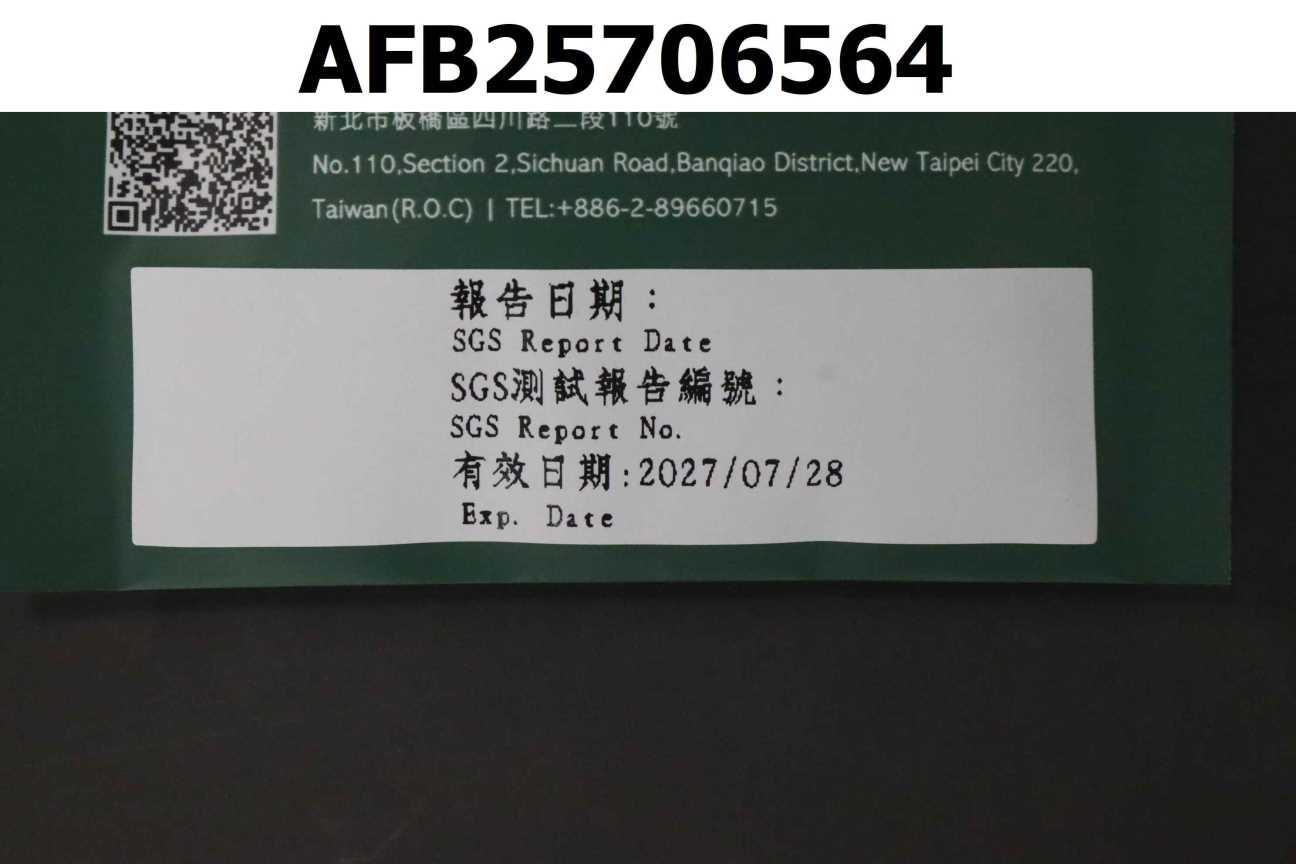 AFB25706564
新北市板橋區四川路二段110號
No.110,Section 2,Sichuan Road,Banqiao District,New Taipei City 220,
Taiwan(R.O.C) | TEL:+886-2-89660715
報告日期：
SGS Report Date
SGS測試報告編號：
SGS Report No.
有效日期:2027/07/28
Exp. Date